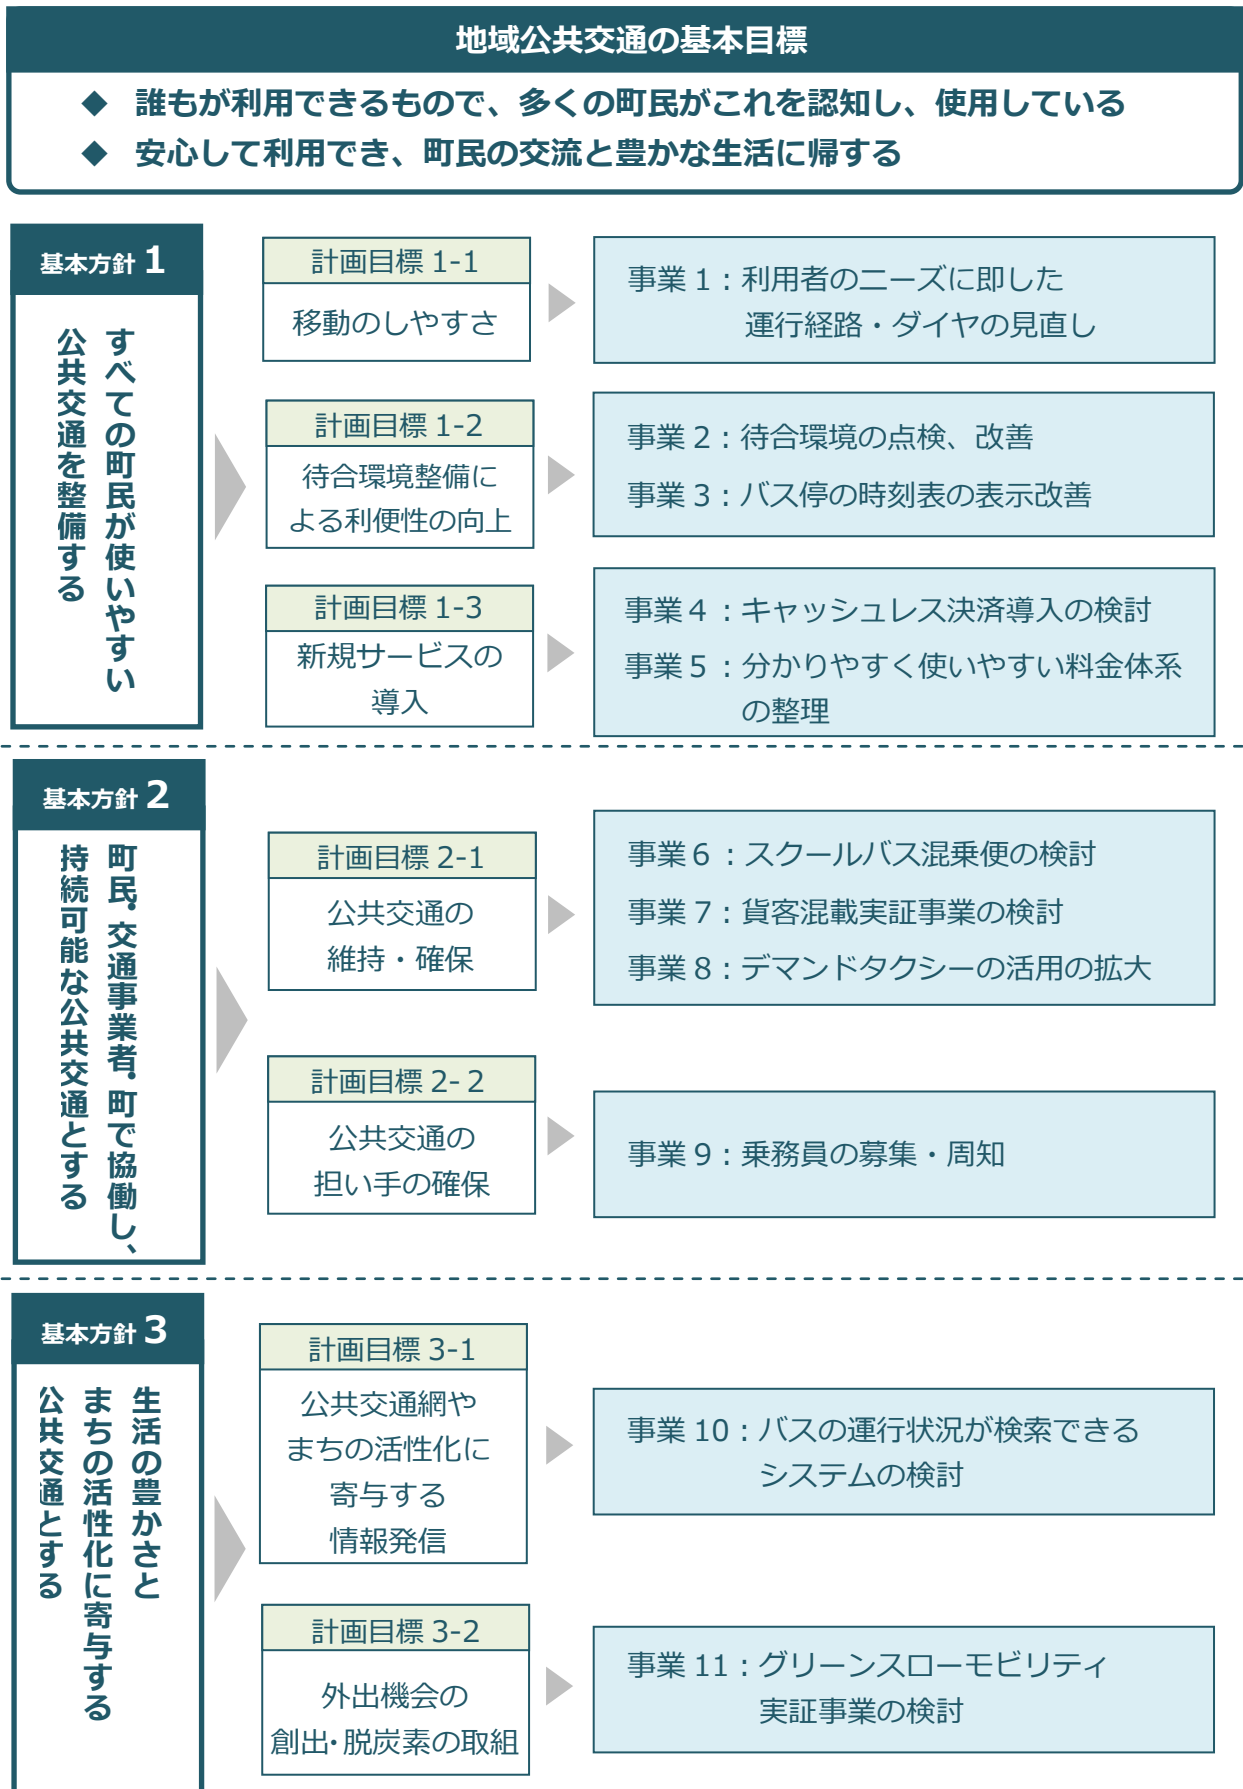 地域公共交通の基本目標
◆ 誰もが利用できるもので、多くの町民がこれを認知し、使用している
◆ 安心して利用でき、町民の交流と豊かな生活に帰する
基本方針 1
すべての町民が使いやすい
公共交通を整備する
計画目標 1-1
移動のしやすさ
事業 1：利用者のニーズに即した
運行経路・ダイヤの見直し
計画目標 1-2
待合環境整備に
よる利便性の向上
事業 2：待合環境の点検、改善
事業 3：バス停の時刻表の表示改善
計画目標 1-3
新規サービスの
導入
事業 4：キャッシュレス決済導入の検討
事業 5：分かりやすく使いやすい料金体系
の整理
基本方針 2
町民・交通事業者・町で協働し、
持続可能な公共交通とする
計画目標 2-1
公共交通の
維持・確保
事業 6：スクールバス混乗便の検討
事業 7：貨客混載実証事業の検討
事業 8：デマンドタクシーの活用の拡大
計画目標 2-2
公共交通の
担い手の確保
事業 9：乗務員の募集・周知
基本方針 3
生活の豊かさと
まちの活性化に寄与する
公共交通とする
計画目標 3-1
公共交通網や
まちの活性化に
寄与する
情報発信
事業 10：バスの運行状況が検索できる
システムの検討
計画目標 3-2
外出機会の
創出・脱炭素の取組
事業 11：グリーンスローモビリティ
実証事業の検討